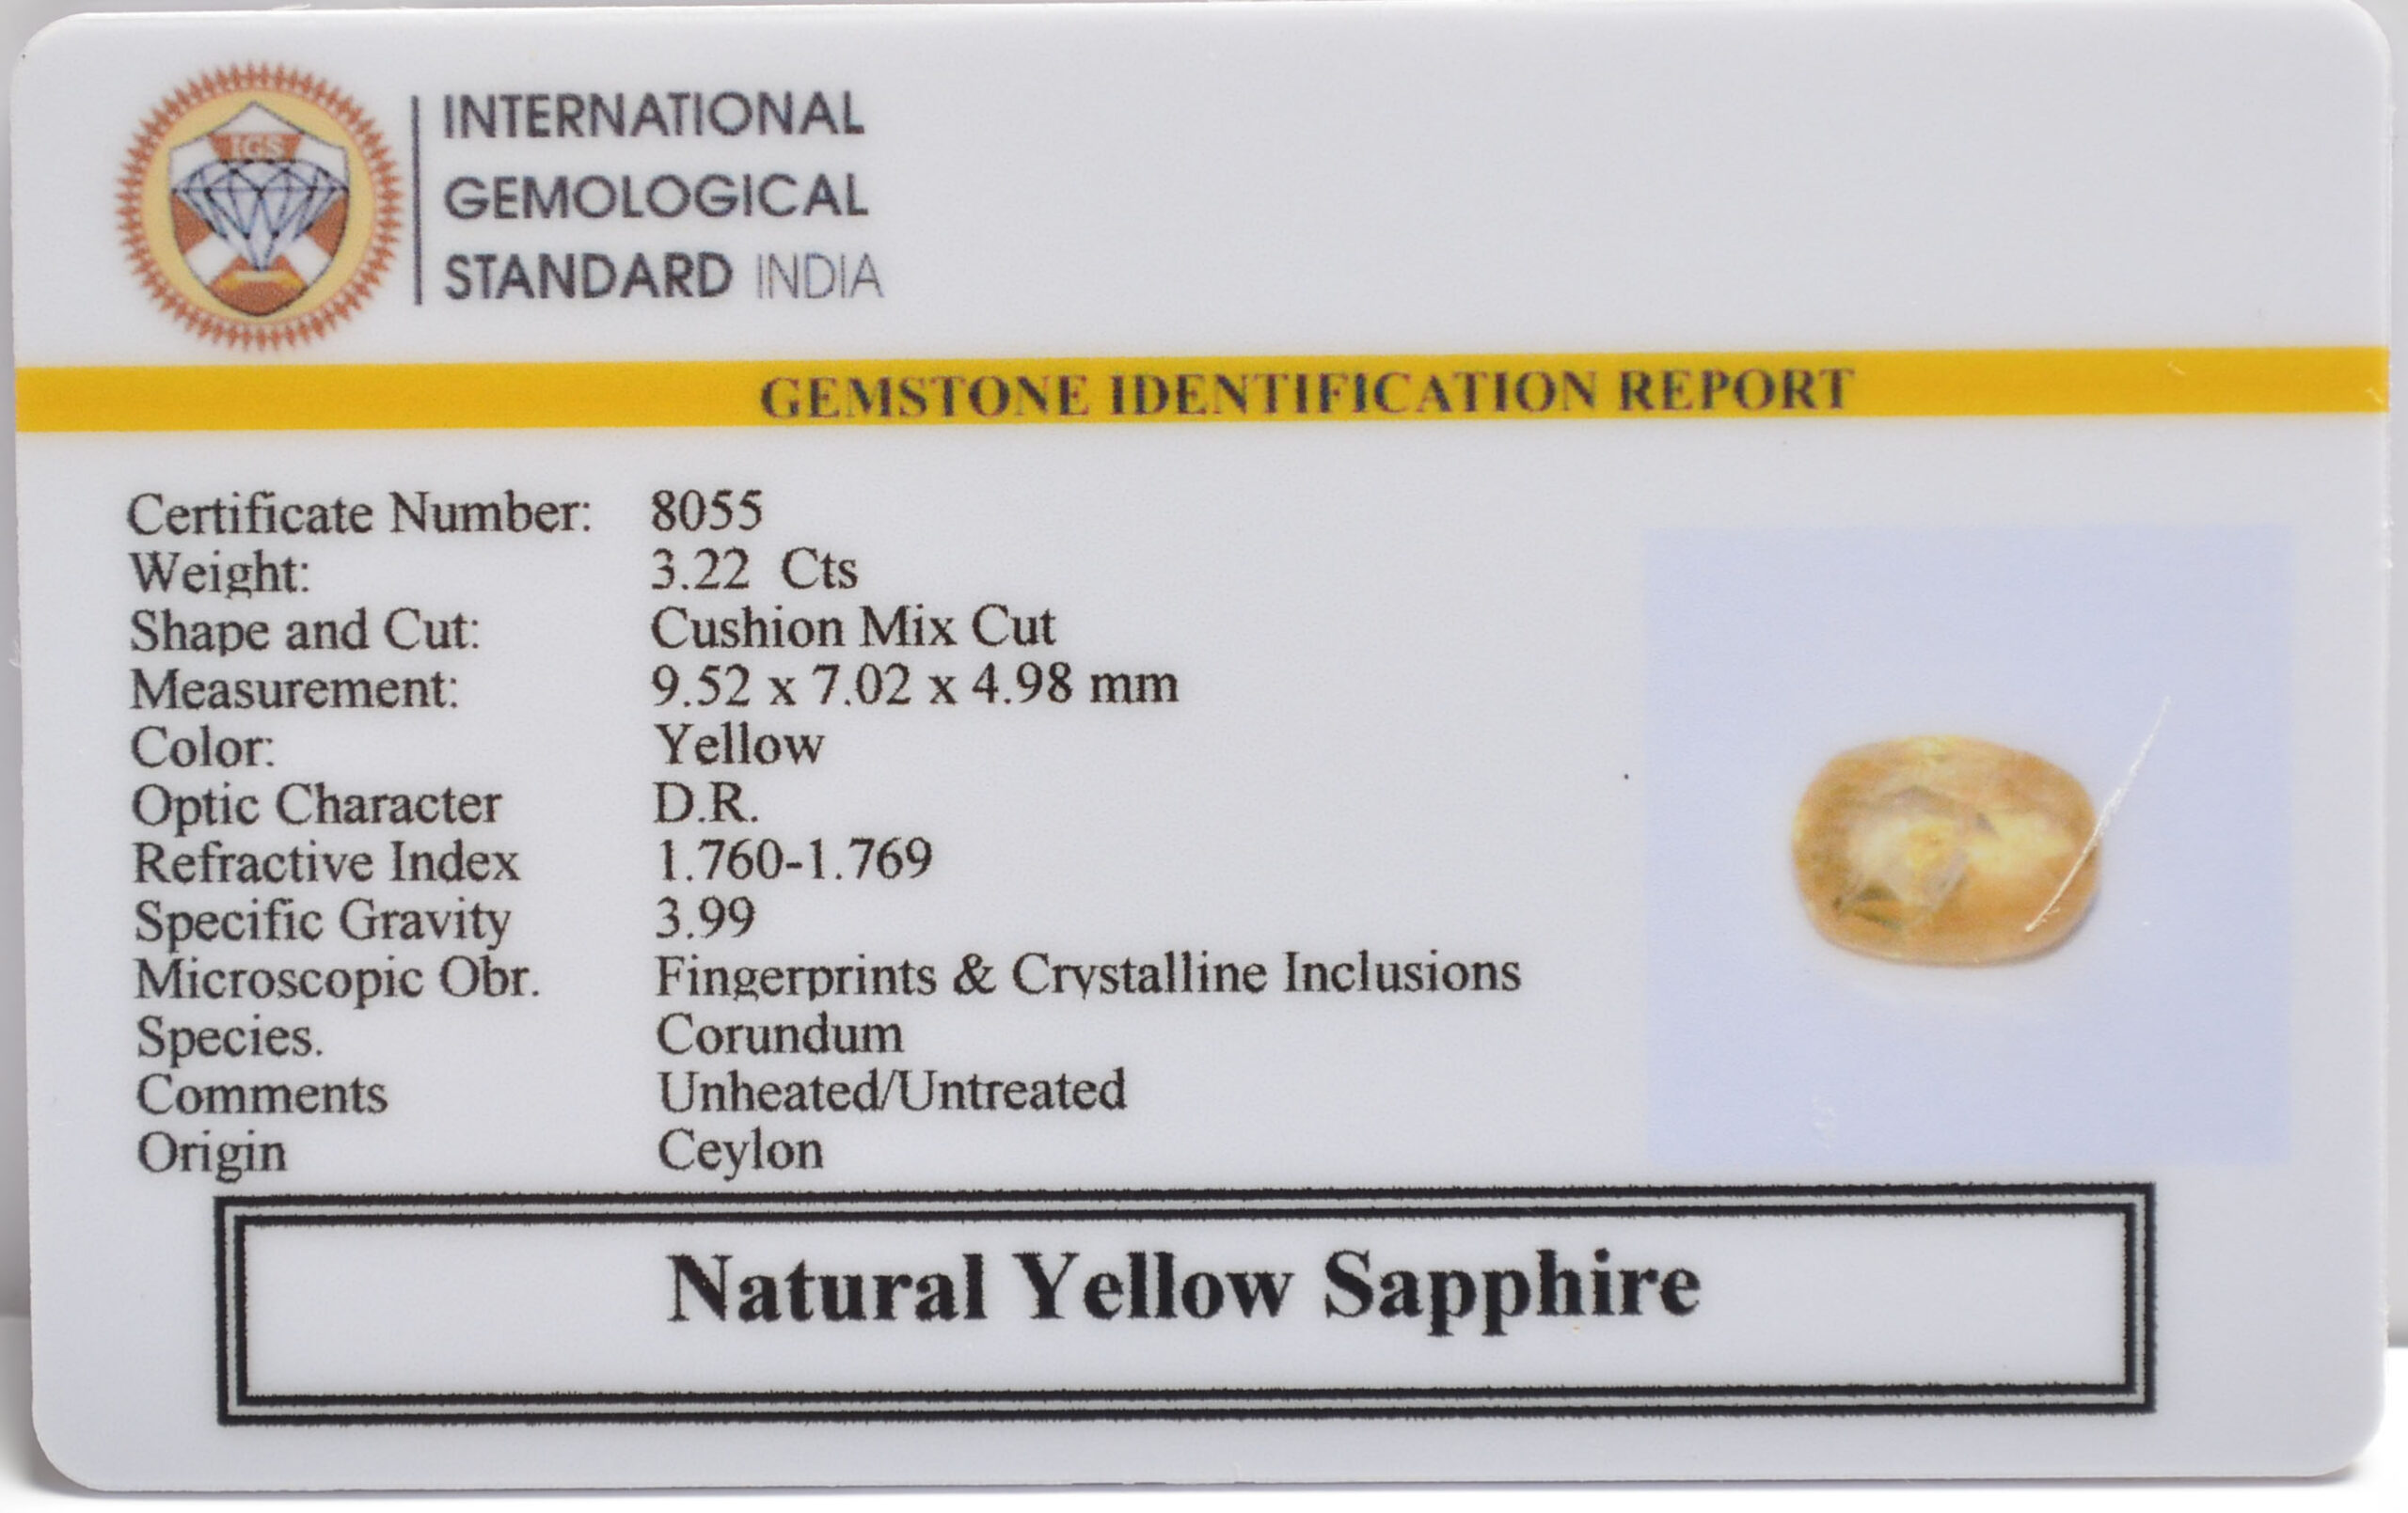 IGS
INTERNATIONAL
GEMOLOGICAL
STANDARD INDIA
GEMSTONE IDENTIFICATION REPORT
Certificate Number: 8055
Weight: 3.22 Cts
Shape and Cut: Cushion Mix Cut
Measurement: 9.52 x 7.02 x 4.98 mm
Color: Yellow
Optic Character D.R.
Refractive Index 1.760-1.769
Specific Gravity 3.99
Microscopic Obr. Fingerprints & Crystalline Inclusions
Species. Corundum
Comments Unheated/Untreated
Origin Ceylon
Natural Yellow Sapphire